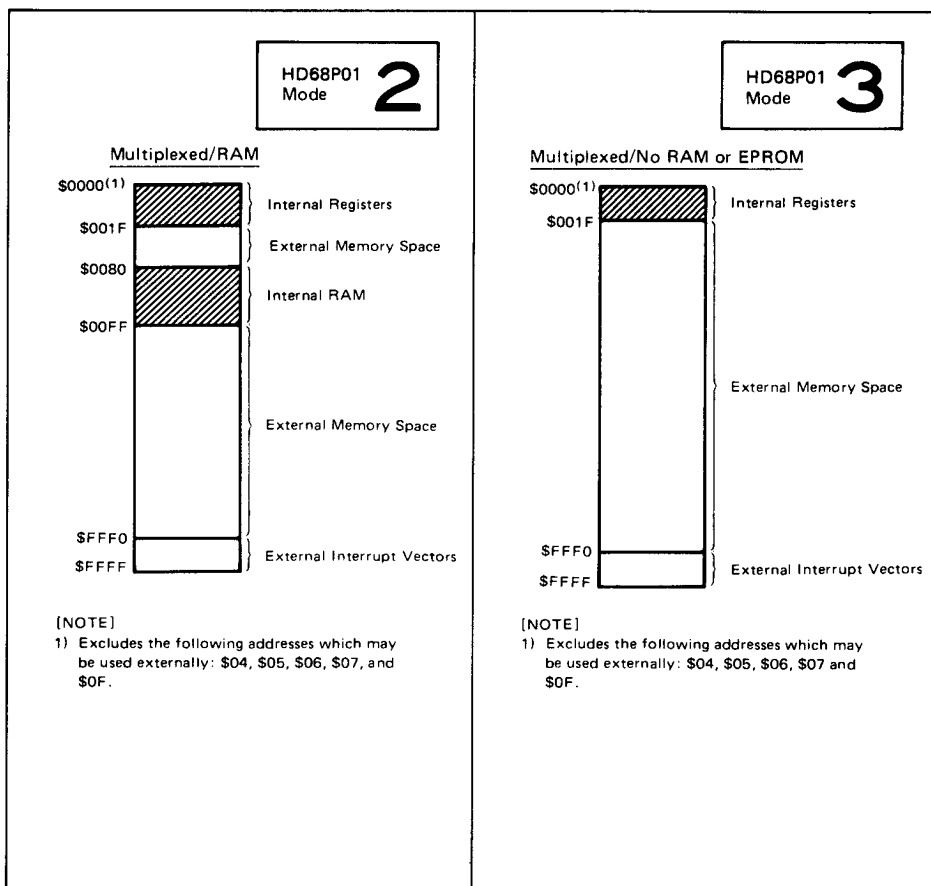 HD68P01
Mode 2
Multiplexed/RAM
$0000(1)
Internal Registers
$001F
External Memory Space
$0080
Internal RAM
$00FF
External Memory Space
$FFF0
External Interrupt Vectors
$FFFF
[NOTE]
1) Excludes the following addresses which may
be used externally: $04, $05, $06, $07, and
$0F.
HD68P01
Mode 3
Multiplexed/No RAM or EPROM
$0000(1)
Internal Registers
$001F
External Memory Space
$FFF0
External Interrupt Vectors
$FFFF
[NOTE]
1) Excludes the following addresses which may
be used externally: $04, $05, $06, $07 and
$0F.